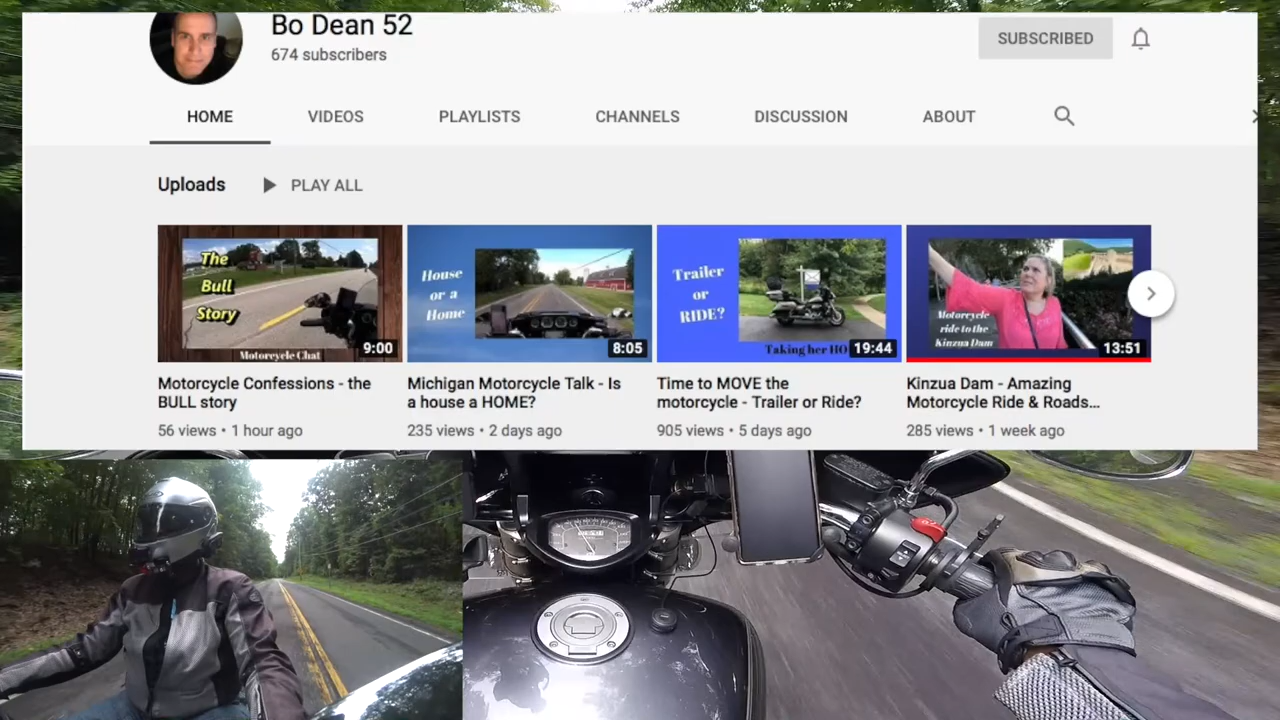 Bo Dean 52
674 subscribers
SUBSCRIBED
HOME
VIDEOS
PLAYLISTS
CHANNELS
DISCUSSION
ABOUT
Uploads
PLAY ALL
The
Bull
Story
Motorcycle Chat
9:00
House
or a
Home
8:05
Trailer
or
RIDE?
Taking her HO
19:44
Motorcycle
ride to the
Kinzua Dam
13:51
Motorcycle Confessions - the
BULL story
56 views • 1 hour ago
Michigan Motorcycle Talk - Is
a house a HOME?
235 views • 2 days ago
Time to MOVE the
motorcycle - Trailer or Ride?
905 views • 5 days ago
Kinzua Dam - Amazing
Motorcycle Ride & Roads...
285 views • 1 week ago